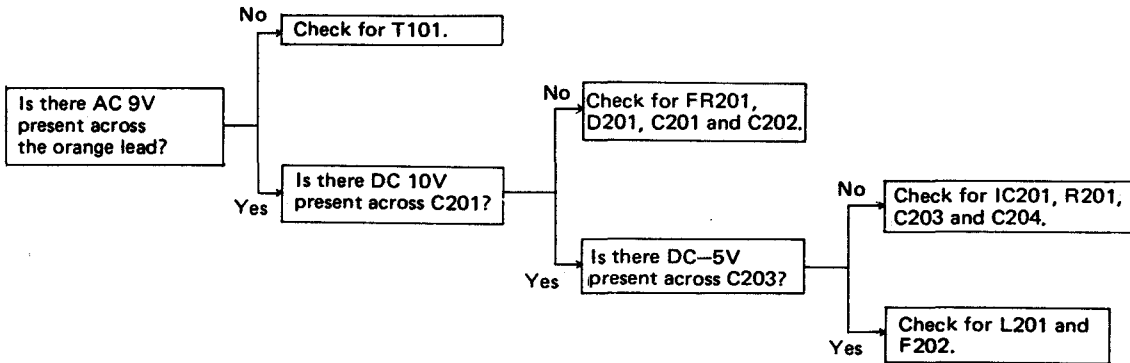 No
Check for T101.
Is there AC 9V
present across
the orange lead?
No
Check for FR201,
D201, C201 and C202.
Yes
Is there DC 10V
present across C201?
No
Check for IC201, R201,
C203 and C204.
Yes
Is there DC–5V
present across C203?
Yes
Check for L201 and
F202.